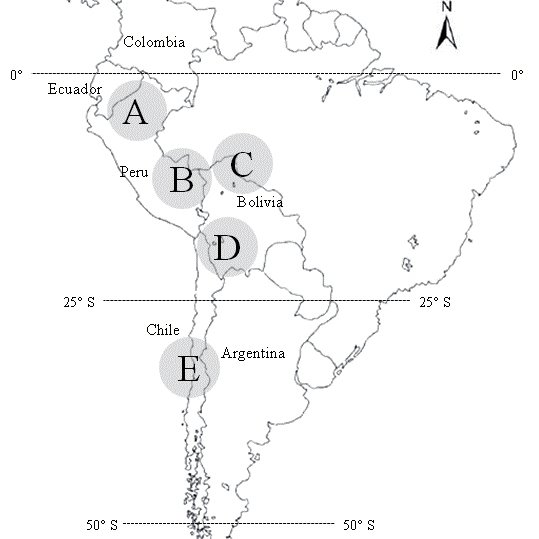 N
Colombia
0° 0°
Ecuador
A
Peru
B
C
Bolivia
D
25° S 25° S
Chile
Argentina
E
50° S 50° S